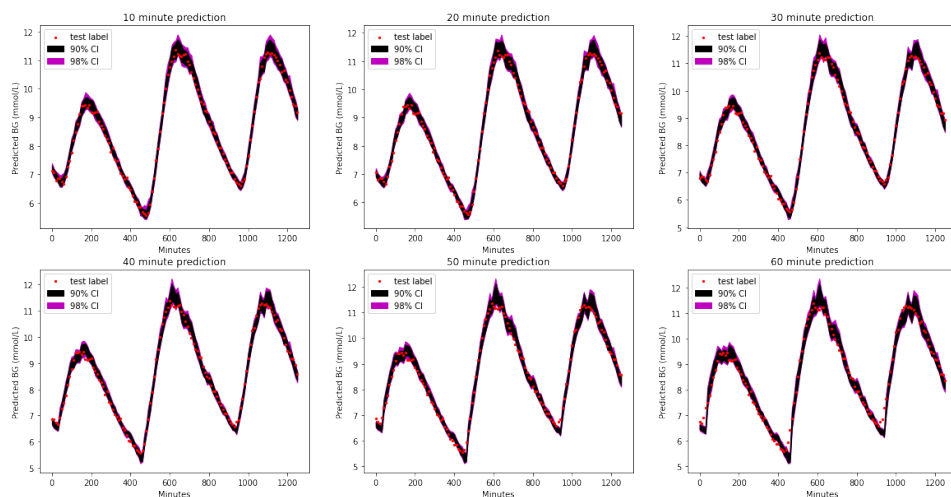 10 minute prediction
12
11
10
9
8
7
6
Predicted BG (mmol/L)
test label
90% CI
98% CI
0 200 400 600 800 1000 1200
Minutes
20 minute prediction
12
11
10
9
8
7
6
Predicted BG (mmol/L)
test label
90% CI
98% CI
0 200 400 600 800 1000 1200
Minutes
30 minute prediction
12
11
10
9
8
7
6
5
Predicted BG (mmol/L)
test label
90% CI
98% CI
0 200 400 600 800 1000 1200
Minutes
40 minute prediction
12
11
10
9
8
7
6
5
Predicted BG (mmol/L)
test label
90% CI
98% CI
0 200 400 600 800 1000 1200
Minutes
50 minute prediction
12
11
10
9
8
7
6
5
Predicted BG (mmol/L)
test label
90% CI
98% CI
0 200 400 600 800 1000 1200
Minutes
60 minute prediction
12
11
10
9
8
7
6
5
Predicted BG (mmol/L)
test label
90% CI
98% CI
0 200 400 600 800 1000 1200
Minutes